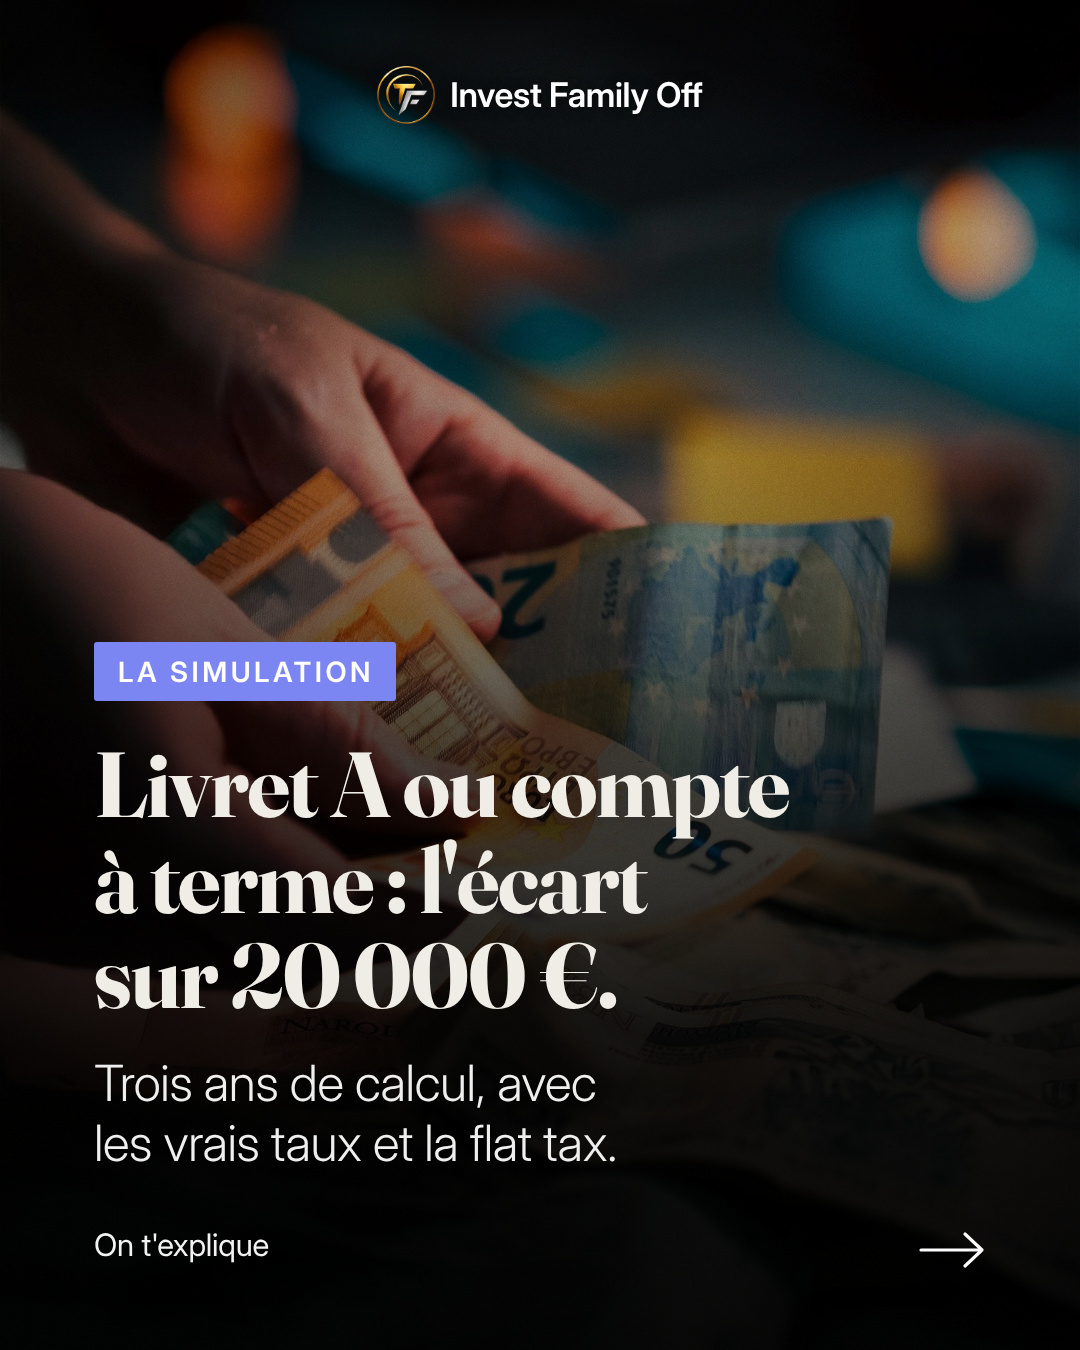 Invest Family Off
LA SIMULATION
Livret A ou compte
à terme : l'écart
sur 20 000 €.
Trois ans de calcul, avec
les vrais taux et la flat tax.
On t'explique